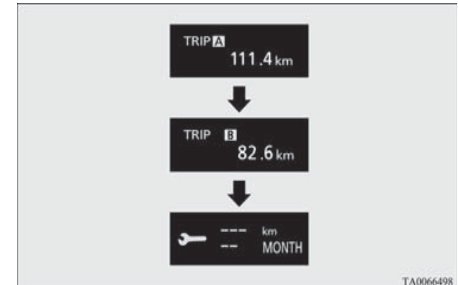 TRIP A
111.4 km
TRIP B
82.6 km
--- km
-- MONTH
TA0066498